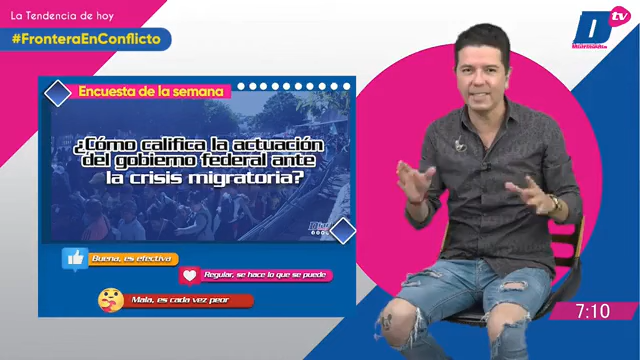 La Tendencia de hoy
#FronteraEnConflicto
D tv
Encuesta de la semana
¿Cómo califica la actuación
del gobierno federal ante
la crisis migratoria?
Buena, es efectiva
Regular, se hace lo que se puede
Mala, es cada vez peor
7:10